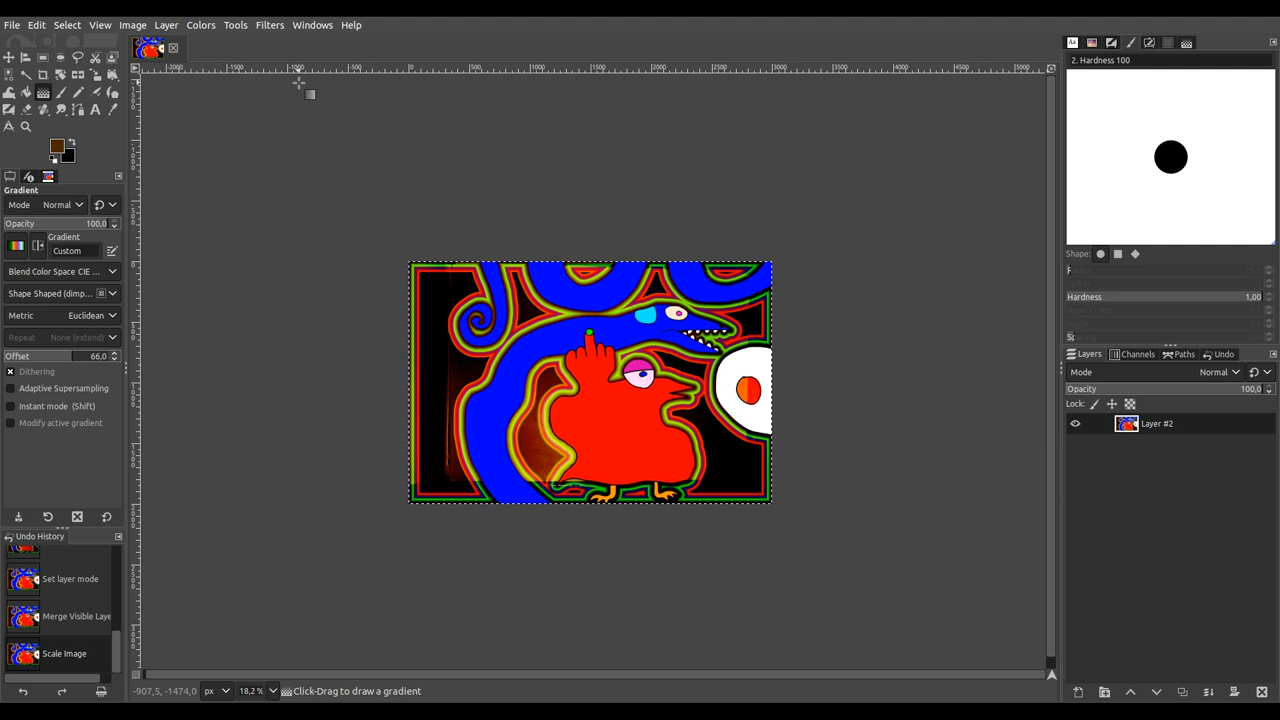 File Edit Select View Image Layer Colors Tools Filters Windows Help
Gradient
Mode Normal
Opacity 100,0
Gradient
Custom
Blend Color Space CIE ...
Shape Shaped (dimp...
Metric Euclidean
Repeat None (extend)
Offset 66,0
Dithering
Adaptive Supersampling
Instant mode (Shift)
Modify active gradient
Undo History
Set layer mode
Merge Visible Laye
Scale Image
-907,5, -1474,0 px 18,2 % Click-Drag to draw a gradient
2. Hardness 100
Shape:
Hardness 1,00
Layers Channels Paths Undo
Mode Normal
Opacity 100,0
Lock:
Layer #2